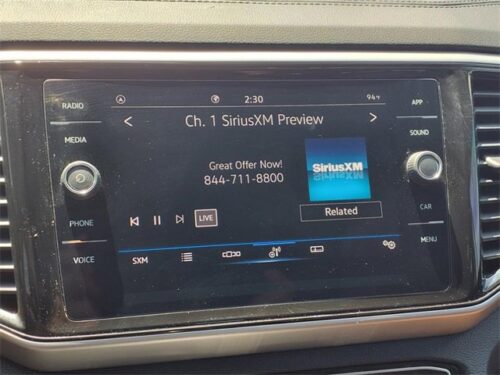 RADIO
MEDIA
PHONE
VOICE
2:30
94°F
Ch. 1 SiriusXM Preview
Great Offer Now!
844-711-8800
SiriusXM
Related
LIVE
SXM
APP
SOUND
CAR
MENU